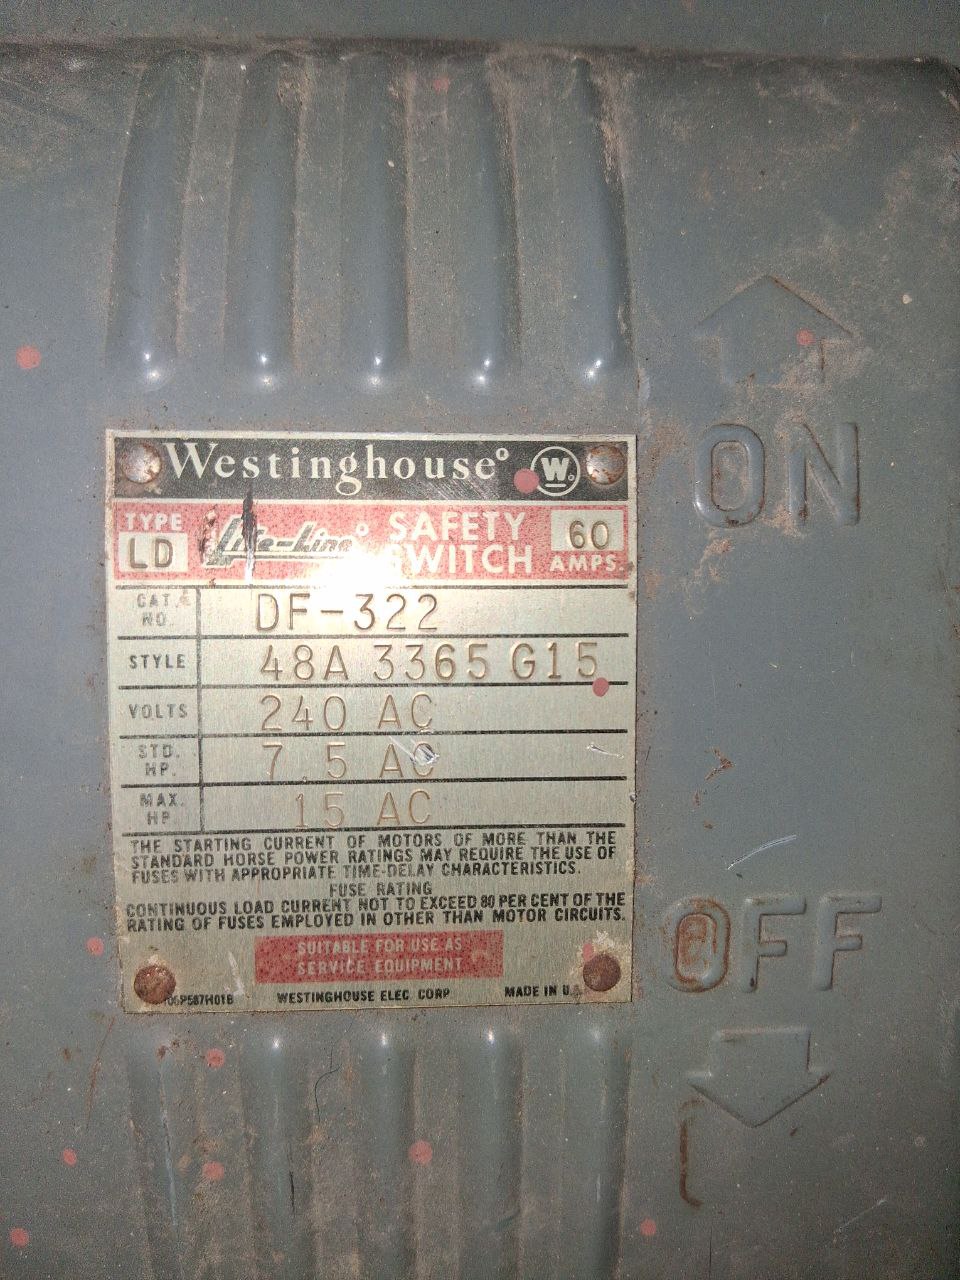 Westinghouse
W
TYPE LD Life-Line SAFETY SWITCH 60 AMPS.
CAT. NO. DF-322
STYLE 48A 3365 G15
VOLTS 240 AC
STD. HP. 7.5 AC
MAX. HP 15 AC
THE STARTING CURRENT OF MOTORS OF MORE THAN THE
STANDARD HORSE POWER RATINGS MAY REQUIRE THE USE OF
FUSES WITH APPROPRIATE TIME-DELAY CHARACTERISTICS.
FUSE RATING
CONTINUOUS LOAD CURRENT NOT TO EXCEED 80 PER CENT OF THE
RATING OF FUSES EMPLOYED IN OTHER THAN MOTOR CIRCUITS.
SUITABLE FOR USE AS
SERVICE EQUIPMENT
WESTINGHOUSE ELEC CORP MADE IN U.
ON
OFF